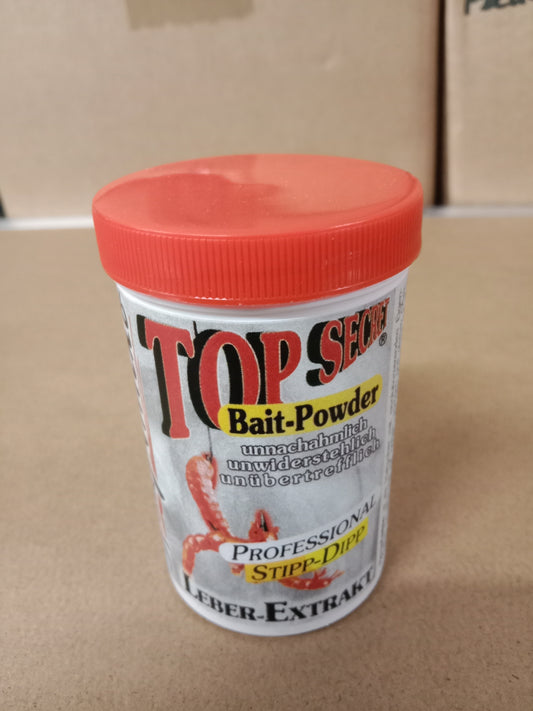 TOP SECRET®
Bait-Powder
unnachahmlich
unwiderstehlich
unübertrefflich
PROFESSIONAL
STIPP-DIPP
LEBER-EXTRAKT